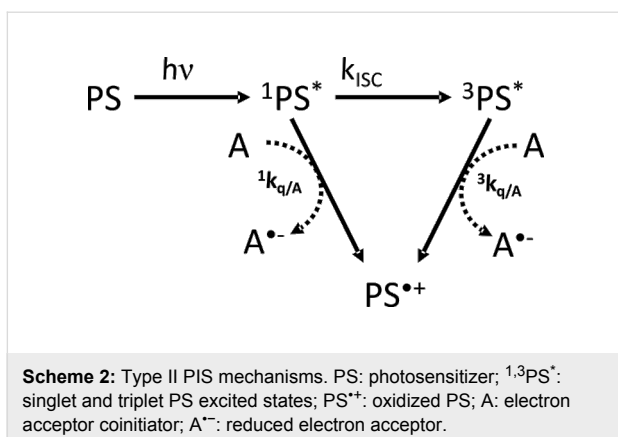 hν k_ISC
PS ¹PS* ³PS*
A ¹k_q/A ³k_q/A A
A•- A•-
PS•+
Scheme 2: Type II PIS mechanisms. PS: photosensitizer; ¹,³PS*:
singlet and triplet PS excited states; PS•+: oxidized PS; A: electron
acceptor coinitiator; A•−: reduced electron acceptor.